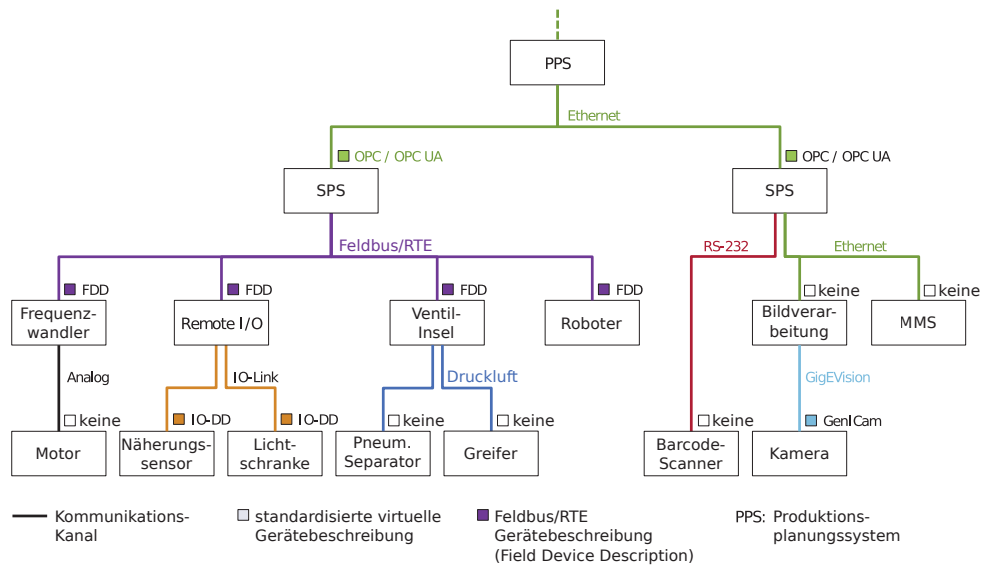 PPS
Ethernet
OPC / OPC UA
OPC / OPC UA
SPS
SPS
Feldbus/RTE
RS-232
Ethernet
FDD
FDD
FDD
FDD
keine
keine
Frequenz-
wandler
Remote I/O
Ventil-
Insel
Roboter
Bildverar-
beitung
MMS
Analog
IO-Link
Druckluft
GigEVision
keine
IO-DD
IO-DD
keine
keine
keine
GenICam
Motor
Näherungs-
sensor
Licht-
schranke
Pneum.
Separator
Greifer
Barcode-
Scanner
Kamera
Kommunikations-
Kanal
standardisierte virtuelle
Gerätebeschreibung
Feldbus/RTE
Gerätebeschreibung
(Field Device Description)
PPS: Produktions-
planungssystem